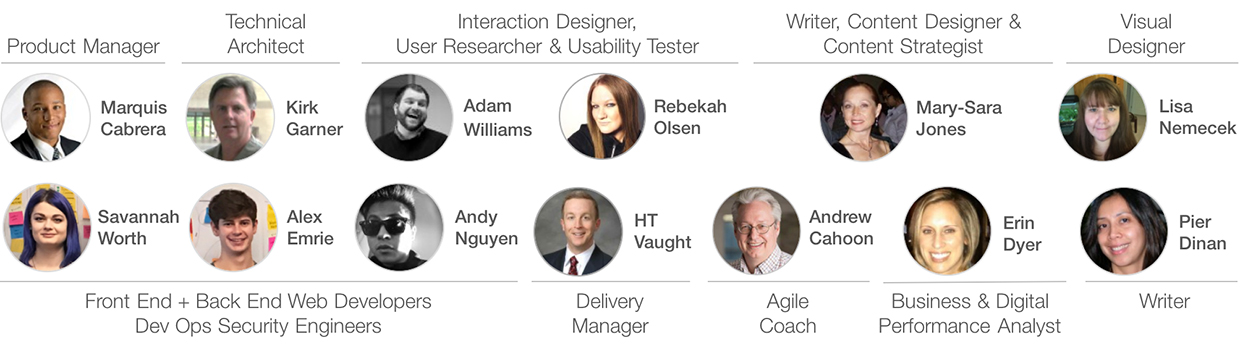 Product Manager
Technical
Architect
Interaction Designer,
User Researcher & Usability Tester
Writer, Content Designer &
Content Strategist
Visual
Designer
Marquis
Cabrera
Kirk
Garner
Adam
Williams
Rebekah
Olsen
Mary-Sara
Jones
Lisa
Nemecek
Savannah
Worth
Alex
Emrie
Andy
Nguyen
HT
Vaught
Andrew
Cahoon
Erin
Dyer
Pier
Dinan
Front End + Back End Web Developers
Dev Ops Security Engineers
Delivery
Manager
Agile
Coach
Business & Digital
Performance Analyst
Writer